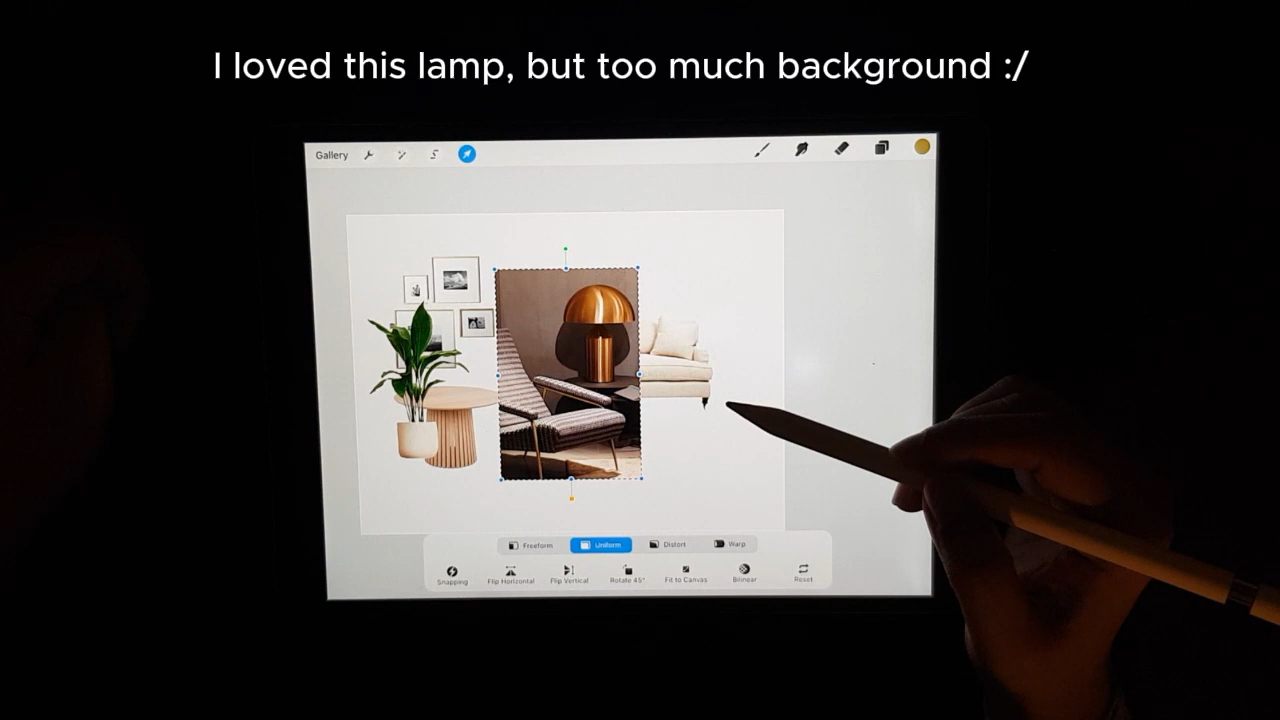 I loved this lamp, but too much background :/
Gallery
Freeform
Uniform
Distort
Warp
Snapping
Flip Horizontal
Flip Vertical
Rotate 45°
Fit to Canvas
Bilinear
Reset